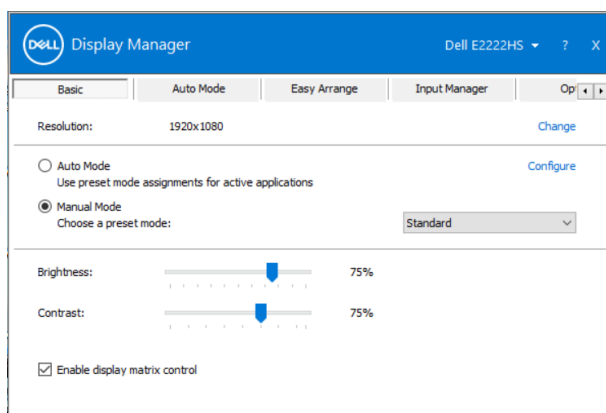 DELL Display Manager Dell E2222HS ? X
Basic Auto Mode Easy Arrange Input Manager Op
Resolution: 1920x1080 Change
Auto Mode Configure
Use preset mode assignments for active applications
Manual Mode
Choose a preset mode: Standard
Brightness: 75%
Contrast: 75%
Enable display matrix control